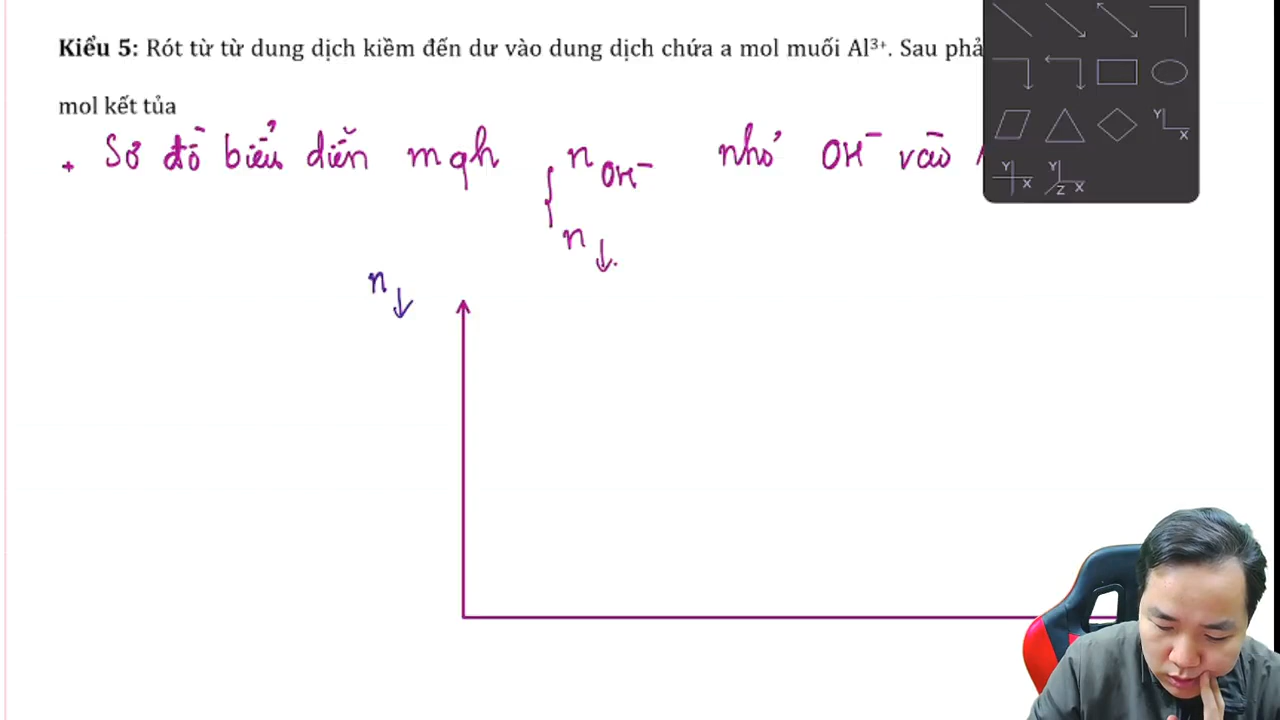 Kiểu 5: Rót từ từ dung dịch kiềm đến dư vào dung dịch chứa a mol muối Al³⁺. Sau
mol kết tủa
+ Sơ đồ biểu diễn mqh { n OH⁻ nhỏ OH⁻ vào
n↓
n↓
Y
X
Y
X
Y
Z
X